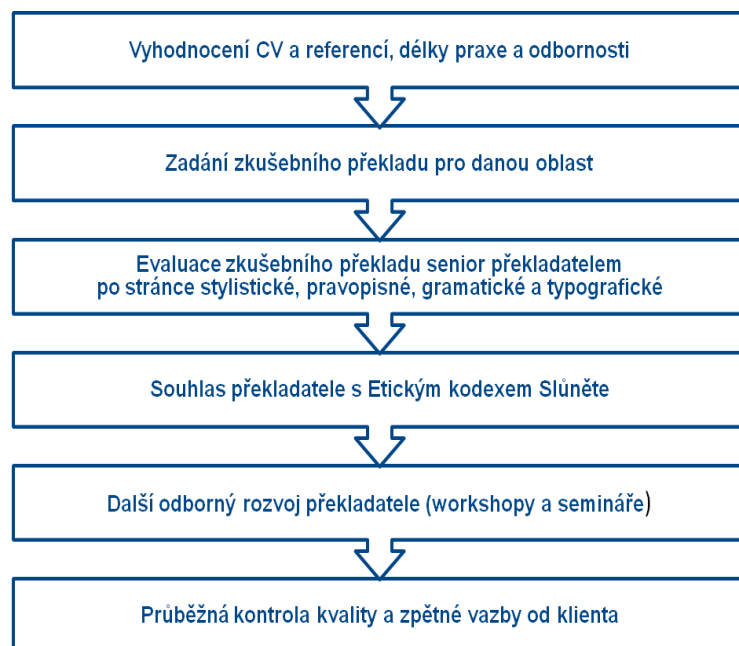 Vyhodnocení CV a referencí, délky praxe a odbornosti
Zadání zkušebního překladu pro danou oblast
Evaluace zkušebního překladu senior překladatelem
po stránce stylistické, pravopisné, gramatické a typografické
Souhlas překladatele s Etickým kodexem Slůněte
Další odborný rozvoj překladatele (workshopy a semináře)
Průběžná kontrola kvality a zpětné vazby od klienta